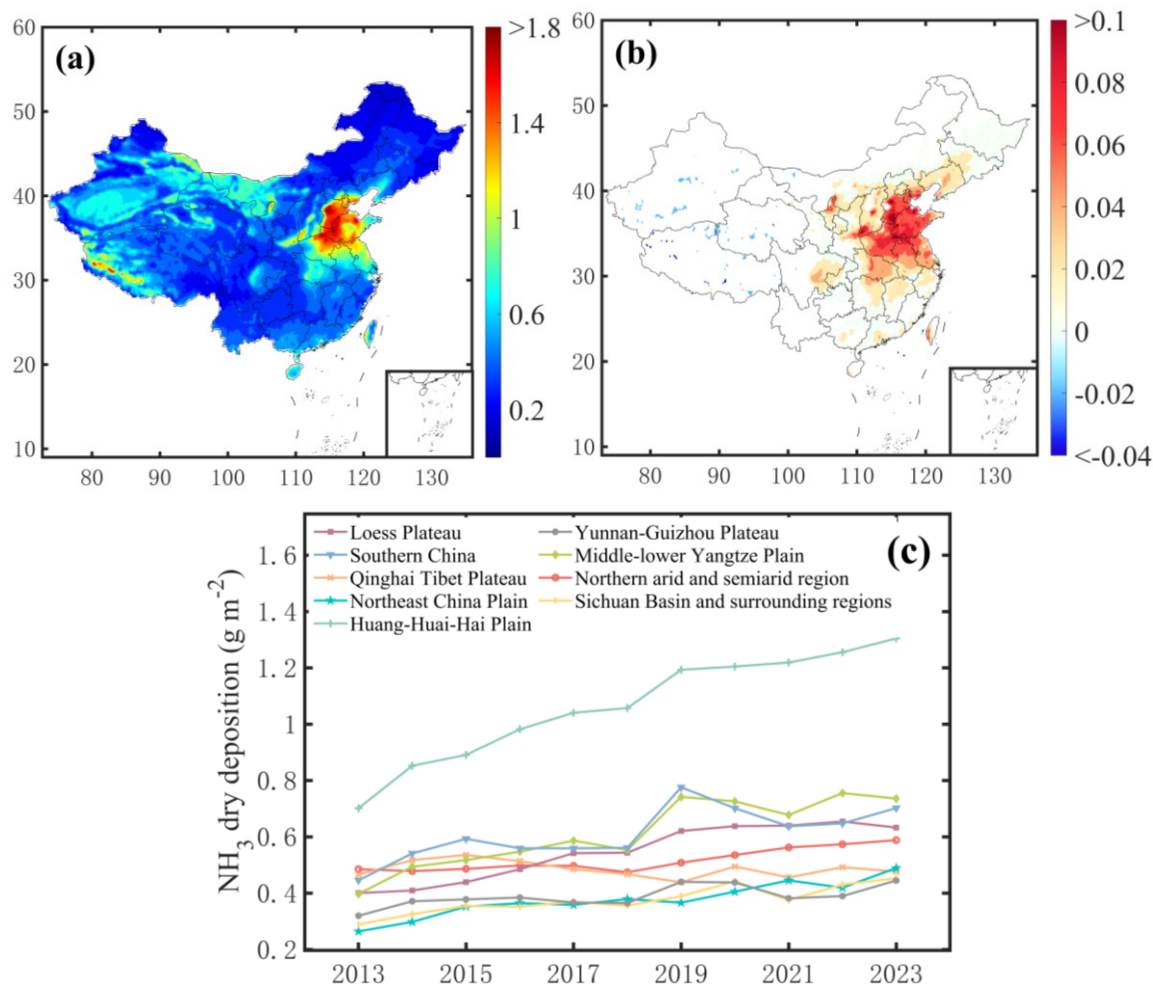 (a)
60
50
40
30
20
10
80 90 100 110 120 130
>1.8
1.4
1
0.6
0.2
(b)
60
50
40
30
20
10
80 90 100 110 120 130
>0.1
0.08
0.06
0.04
0.02
0
-0.02
<-0.04
(c)
Loess Plateau
Southern China
Qinghai Tibet Plateau
Northeast China Plain
Huang-Huai-Hai Plain
Yunnan-Guizhou Plateau
Middle-lower Yangtze Plain
Northern arid and semiarid region
Sichuan Basin and surrounding regions
NH₃ dry deposition (g m⁻²)
1.6
1.4
1.2
1
0.8
0.6
0.4
0.2
2013 2015 2017 2019 2021 2023